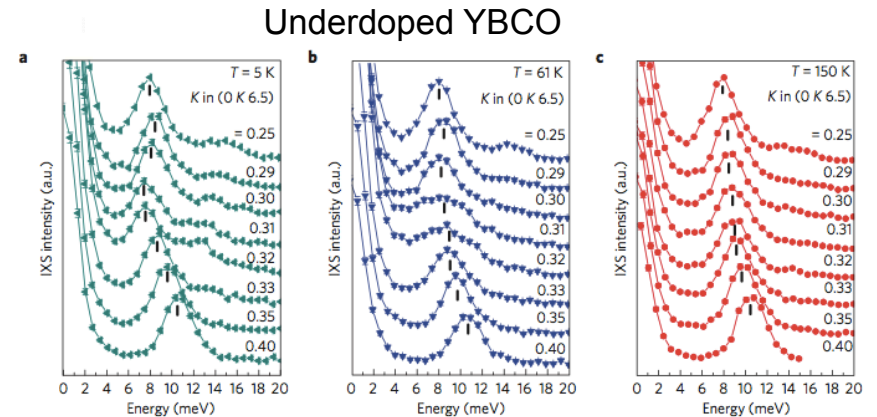 Underdoped YBCO
a
IXS intensity (a.u.)
T = 5 K
K in (0 K 6.5)
= 0.25
0.29
0.30
0.31
0.32
0.33
0.35
0.40
0 2 4 6 8 10 12 14 16 18 20
Energy (meV)
b
IXS intensity (a.u.)
T = 61 K
K in (0 K 6.5)
= 0.25
0.29
0.30
0.31
0.32
0.33
0.35
0.40
0 2 4 6 8 10 12 14 16 18 20
Energy (meV)
c
IXS intensity (a.u.)
T = 150 K
K in (0 K 6.5)
= 0.25
0.29
0.30
0.31
0.32
0.33
0.35
0.40
0 2 4 6 8 10 12 14 16 18 20
Energy (meV)